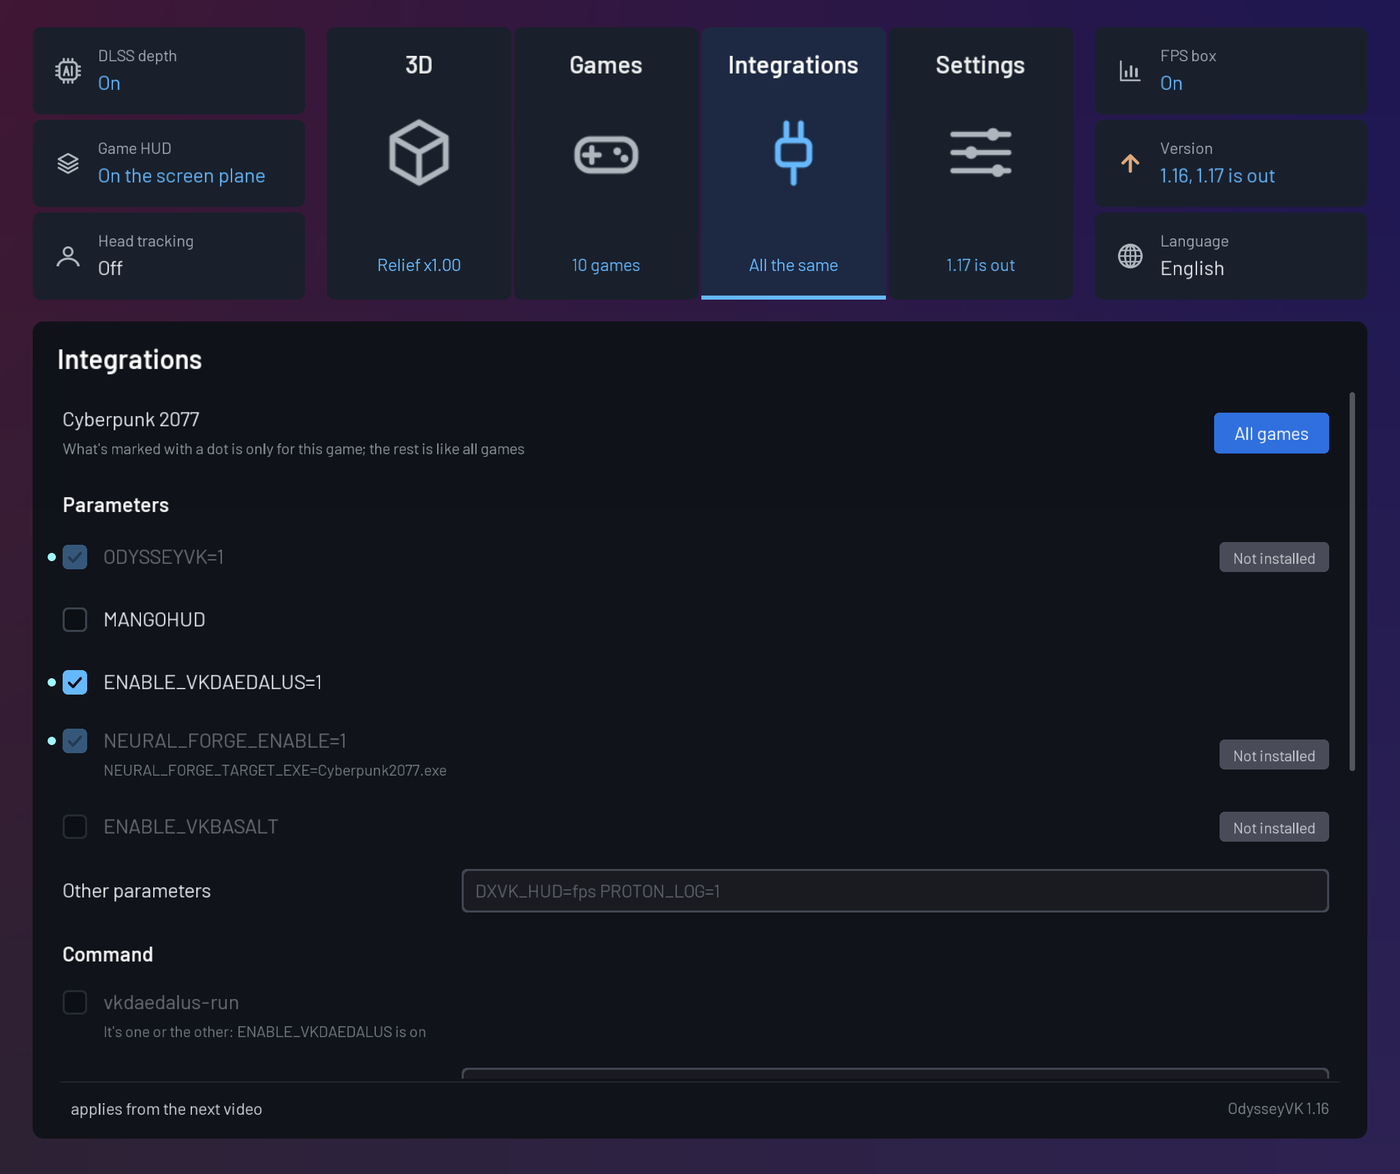 DLSS depth
On
Game HUD
On the screen plane
Head tracking
Off
3D
Relief x1.00
Games
10 games
Integrations
All the same
Settings
1.17 is out
FPS box
On
Version
1.16, 1.17 is out
Language
English
Integrations
Cyberpunk 2077
What's marked with a dot is only for this game; the rest is like all games
All games
Parameters
ODYSSEYVK=1
Not installed
MANGOHUD
ENABLE_VKDAEDALUS=1
NEURAL_FORGE_ENABLE=1
NEURAL_FORGE_TARGET_EXE=Cyberpunk2077.exe
Not installed
ENABLE_VKBASALT
Not installed
Other parameters
DXVK_HUD=fps PROTON_LOG=1
Command
vkdaedalus-run
It's one or the other: ENABLE_VKDAEDALUS is on
applies from the next video
OdysseyVK 1.16
AI